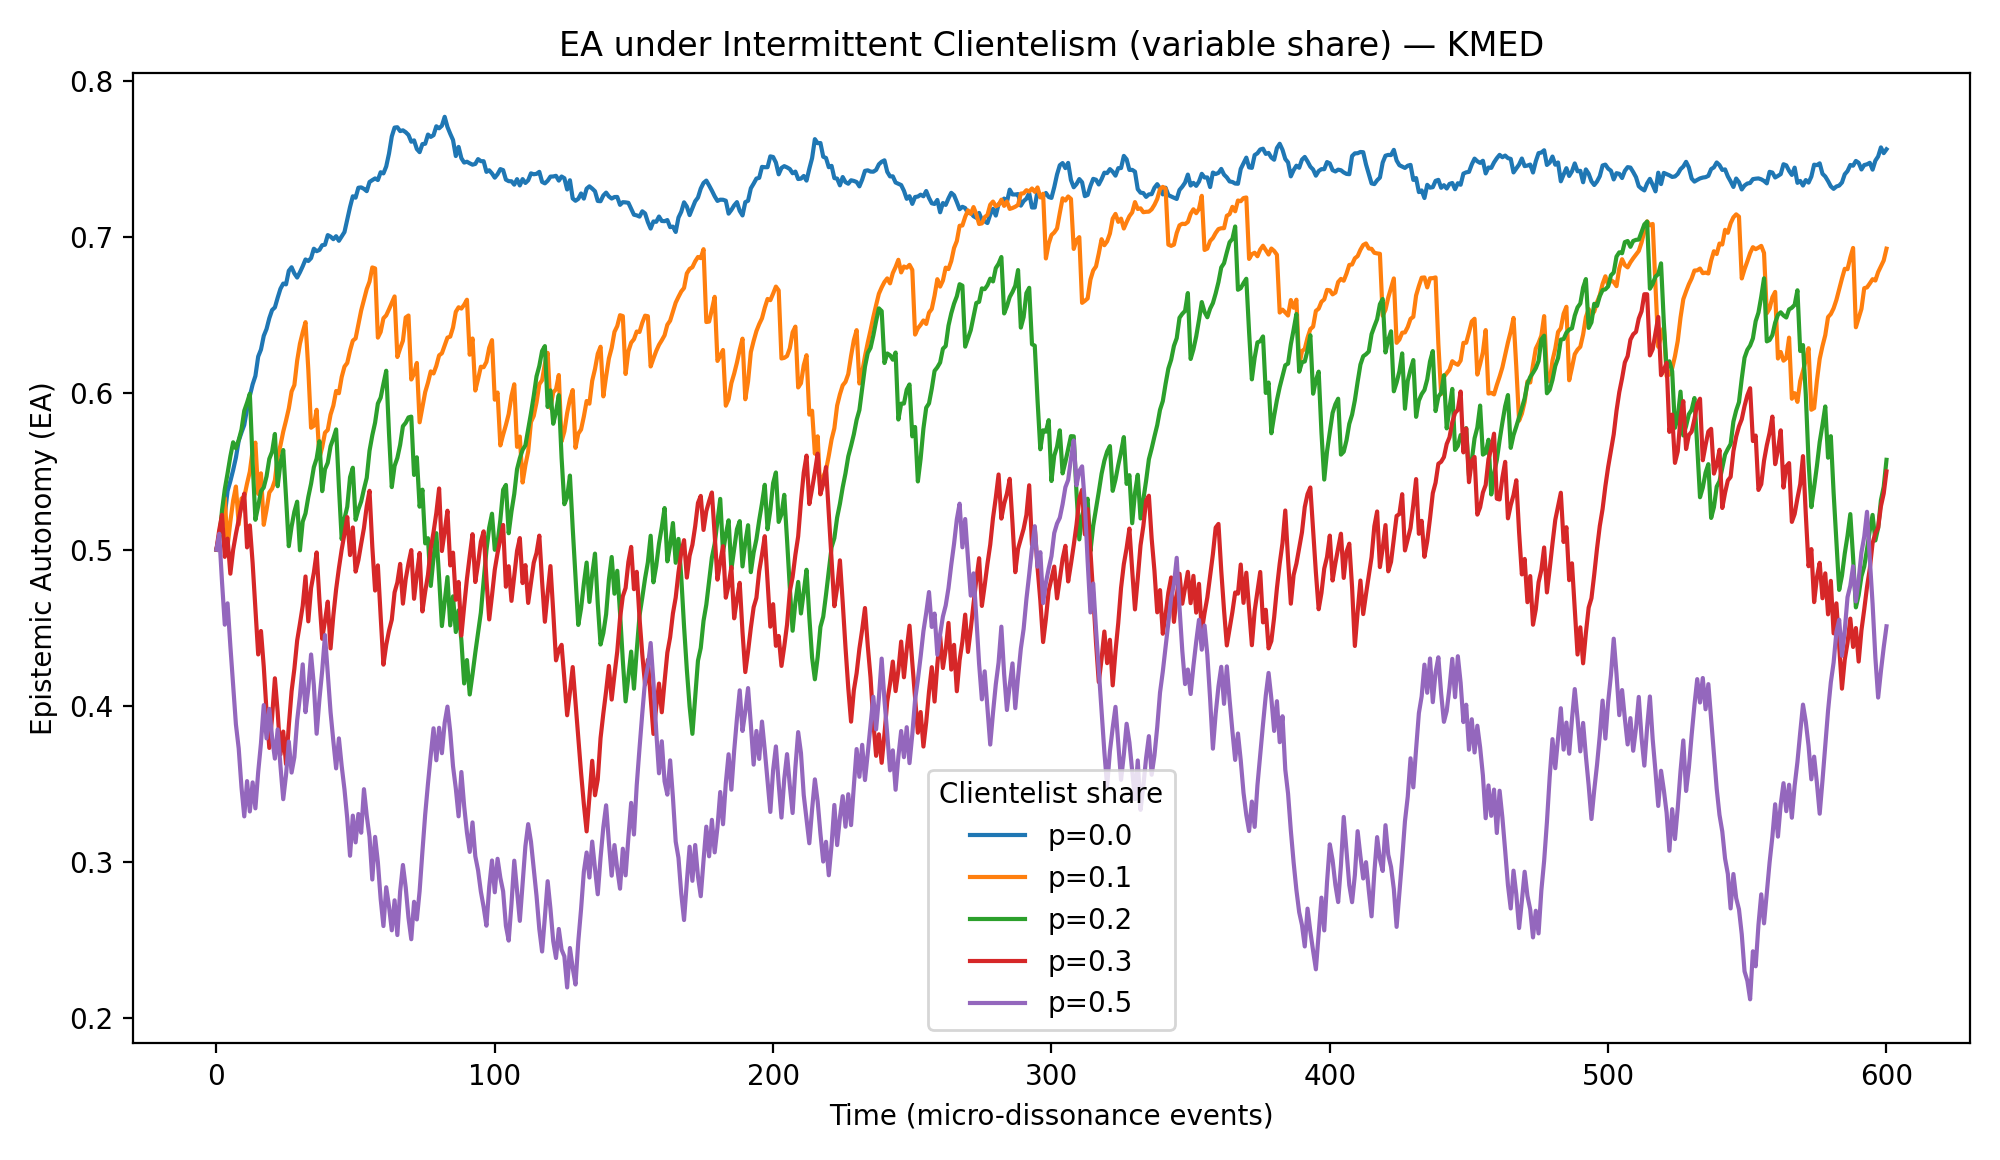 EA under Intermittent Clientelism (variable share) — KMED
Epistemic Autonomy (EA)
0.8
0.7
0.6
0.5
0.4
0.3
0.2
Clientelist share
p=0.0
p=0.1
p=0.2
p=0.3
p=0.5
0 100 200 300 400 500 600
Time (micro-dissonance events)